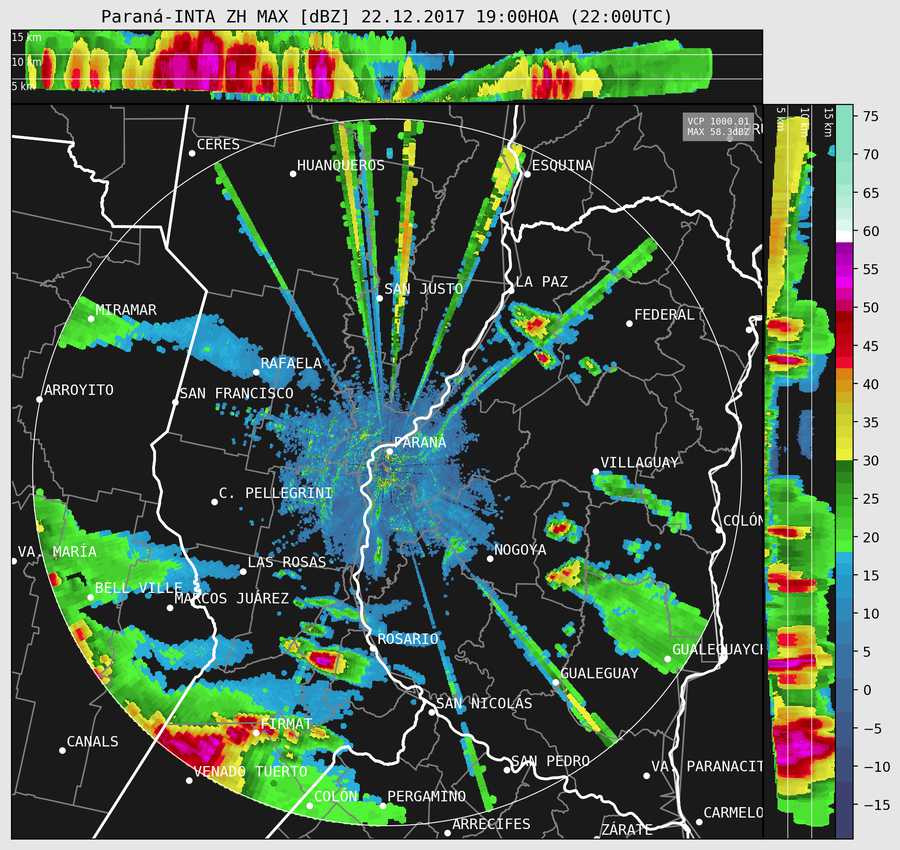 Paraná-INTA ZH MAX [dBZ] 22.12.2017 19:00HOA (22:00UTC)
15 km
10 km
5 km
5 km
10 km
15 km
VCP 1000.01
MAX 58.3dBZ
75
70
65
60
55
50
45
40
35
30
25
20
15
10
5
0
−5
−10
−15
CERES
HUANQUEROS
ESQUINA
SAN JUSTO
LA PAZ
MIRAMAR
FEDERAL
RAFAELA
ARROYITO
SAN FRANCISCO
PARANÁ
VILLAGUAY
C. PELLEGRINI
COLÓN
VA. MARÍA
NOGOYA
LAS ROSAS
BELL VILLE
MARCOS JUÁREZ
ROSARIO
GUALEGUAYCH
GUALEGUAY
SAN NICOLAS
FIRMAT
CANALS
VENADO TUERTO
SAN PEDRO
VA. PARANACIT
COLÓN
PERGAMINO
CARMELO
ARRECIFES
ZÁRATE